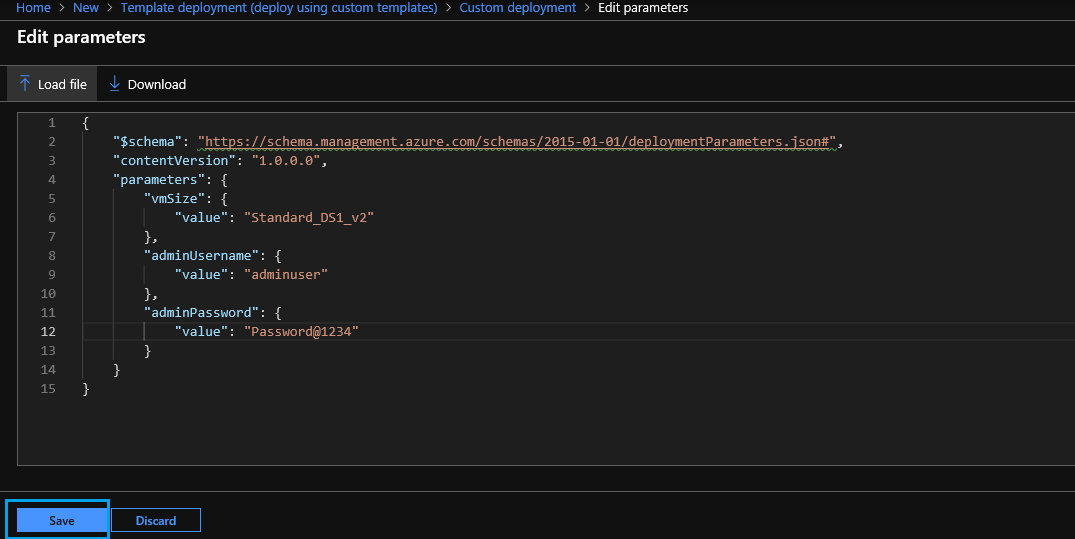 Home > New > Template deployment (deploy using custom templates) > Custom deployment > Edit parameters
Edit parameters
Load file Download
1 {
2 "$schema": "https://schema.management.azure.com/schemas/2015-01-01/deploymentParameters.json#",
3 "contentVersion": "1.0.0.0",
4 "parameters": {
5 "vmSize": {
6 "value": "Standard_DS1_v2"
7 },
8 "adminUsername": {
9 "value": "adminuser"
10 },
11 "adminPassword": {
12 "value": "Password@1234"
13 }
14 }
15 }
Save Discard